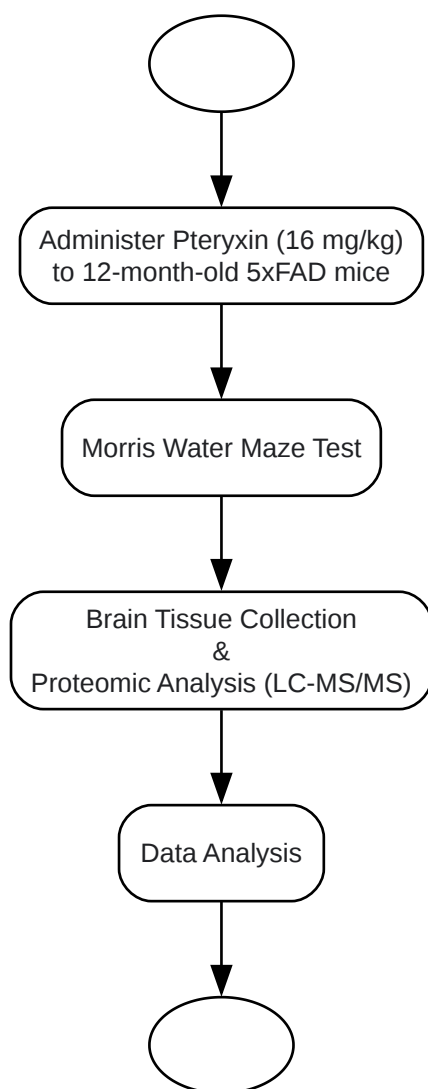 Administer Pteryxin (16 mg/kg)
to 12-month-old 5xFAD mice
Morris Water Maze Test
Brain Tissue Collection
&
Proteomic Analysis (LC-MS/MS)
Data Analysis